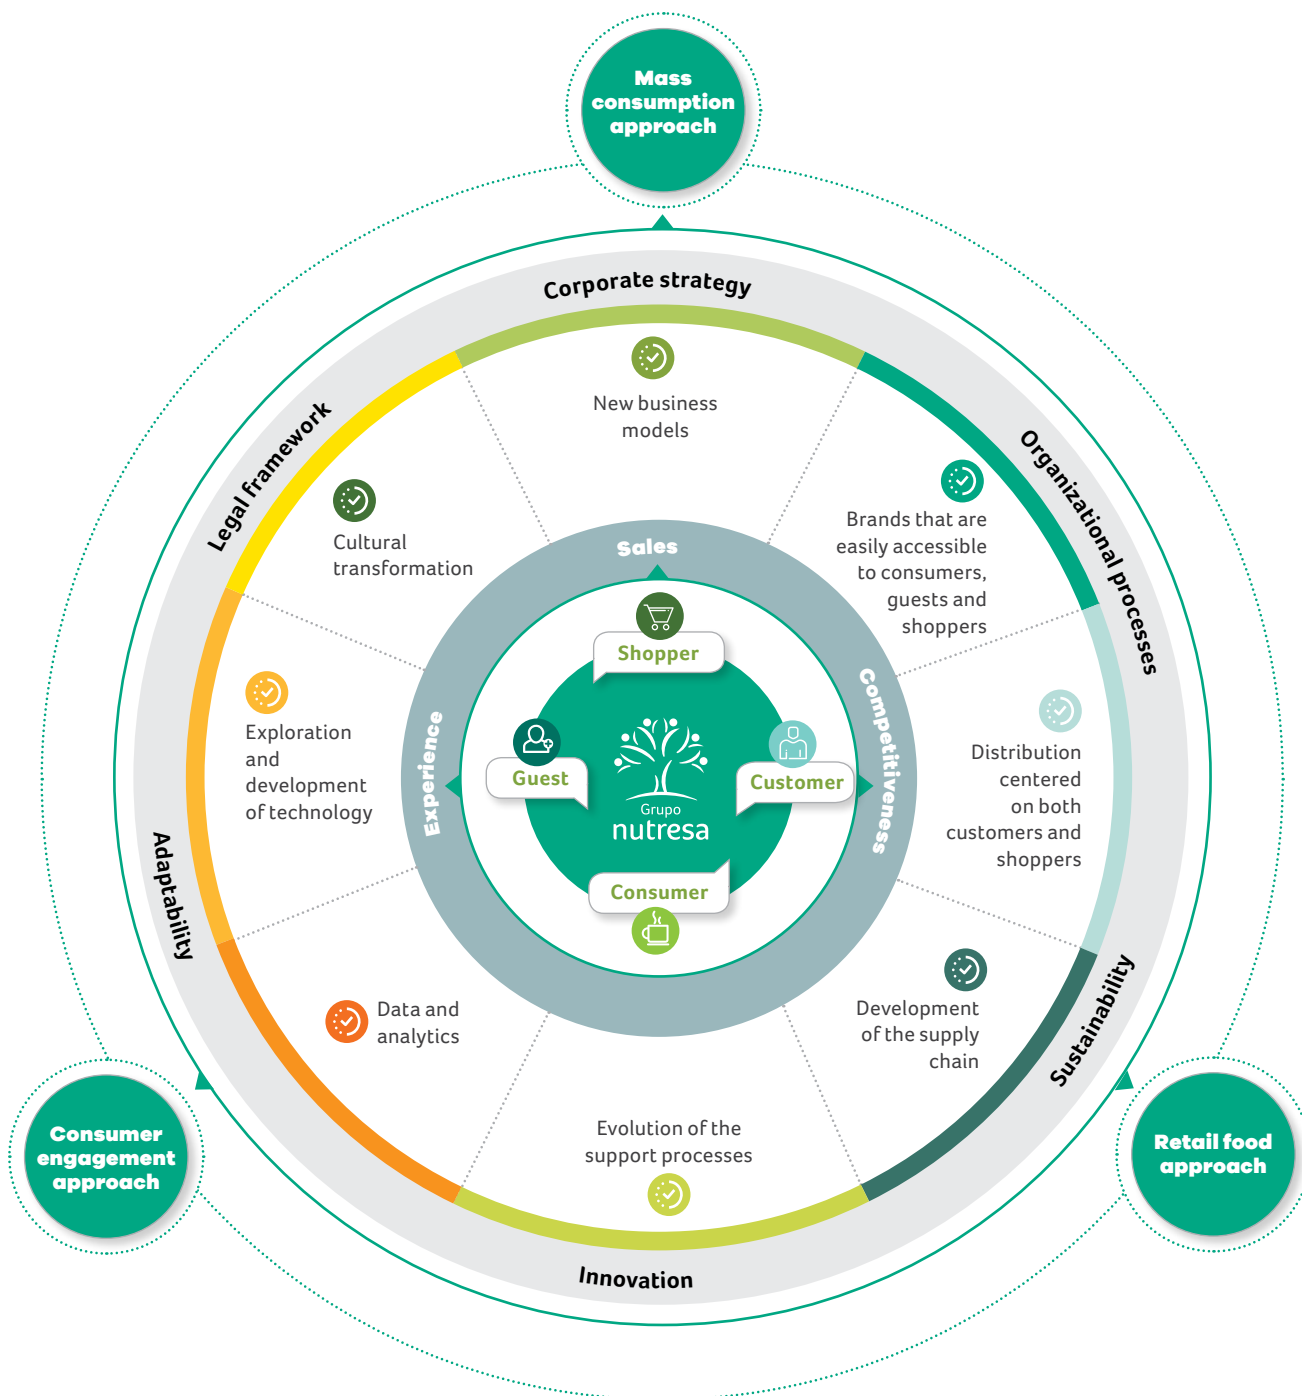 Mass
consumption
approach
Corporate strategy
Legal framework
Organizational processes
New business
models
Cultural
transformation
Brands that are
easily accessible
to consumers,
guests and
shoppers
Sales
Experience
Competitiveness
Shopper
Guest
Customer
Grupo
nutresa
Consumer
Exploration
and
development
of technology
Distribution
centered
on both
customers and
shoppers
Adaptability
Sustainability
Data and
analytics
Development
of the supply
chain
Evolution of the
support processes
Consumer
engagement
approach
Retail food
approach
Innovation